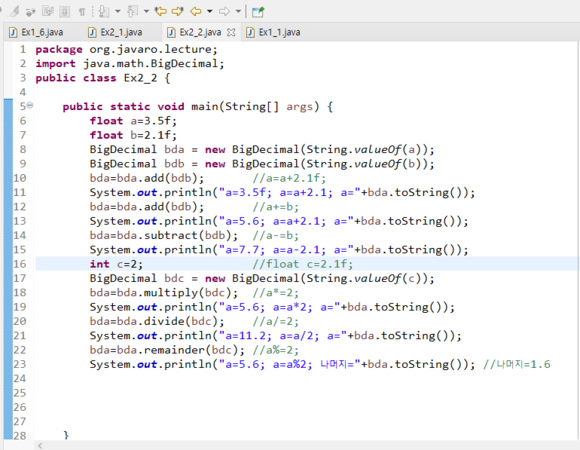 Ex1_6.java Ex2_1.java Ex2_2.java Ex1_1.java
1 package org.javaro.lecture;
2 import java.math.BigDecimal;
3 public class Ex2_2 {
4
5 public static void main(String[] args) {
6 float a=3.5f;
7 float b=2.1f;
8 BigDecimal bda = new BigDecimal(String.valueOf(a));
9 BigDecimal bdb = new BigDecimal(String.valueOf(b));
10 bda=bda.add(bdb); //a=a+2.1f;
11 System.out.println("a=3.5f; a=a+2.1; a="+bda.toString());
12 bda=bda.add(bdb); //a+=b;
13 System.out.println("a=5.6; a=a+2.1; a="+bda.toString());
14 bda=bda.subtract(bdb); //a-=b;
15 System.out.println("a=7.7; a=a-2.1; a="+bda.toString());
16 int c=2; //float c=2.1f;
17 BigDecimal bdc = new BigDecimal(String.valueOf(c));
18 bda=bda.multiply(bdc); //a*=2;
19 System.out.println("a=5.6; a=a*2; a="+bda.toString());
20 bda=bda.divide(bdc); //a/=2;
21 System.out.println("a=11.2; a=a/2; a="+bda.toString());
22 bda=bda.remainder(bdc); //a%=2;
23 System.out.println("a=5.6; a=a%2; 나머지="+bda.toString()); //나머지=1.6
24
25
26
27
28 }